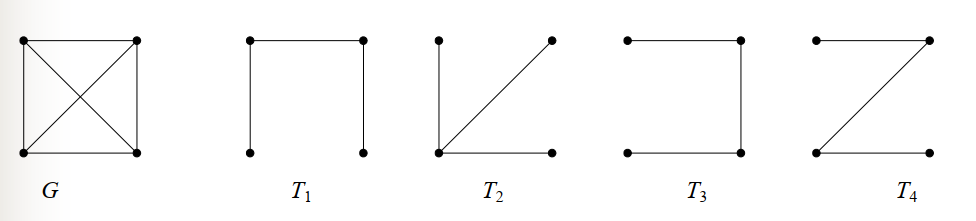 G T₁ T₂ T₃ T₄